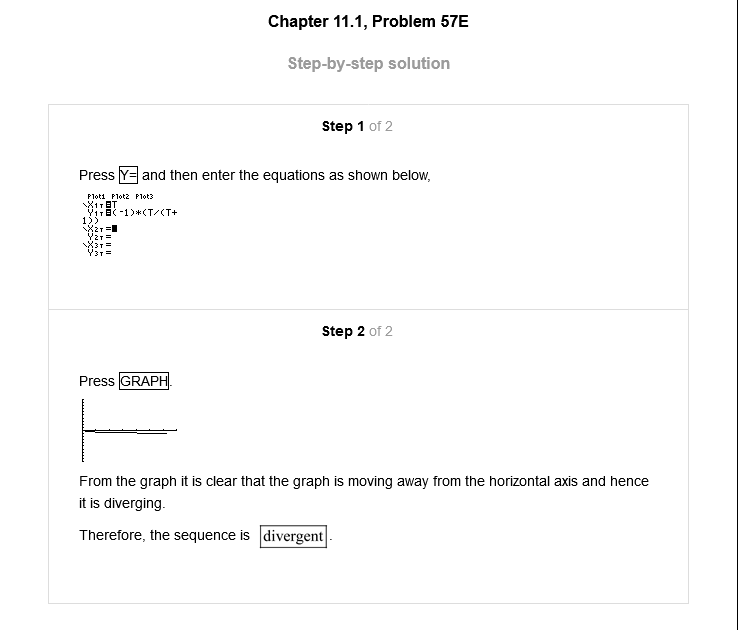 Chapter 11.1, Problem 57E
Step-by-step solution
Step 1 of 2
Press Y= and then enter the equations as shown below,
Plot1 Plot2 Plot3
\X1T=T
Y1T=(-1)*(T/(T+
1))
\X2T=
Y2T=
\X3T=
Y3T=
Step 2 of 2
Press GRAPH.
From the graph it is clear that the graph is moving away from the horizontal axis and hence
it is diverging.
Therefore, the sequence is divergent.